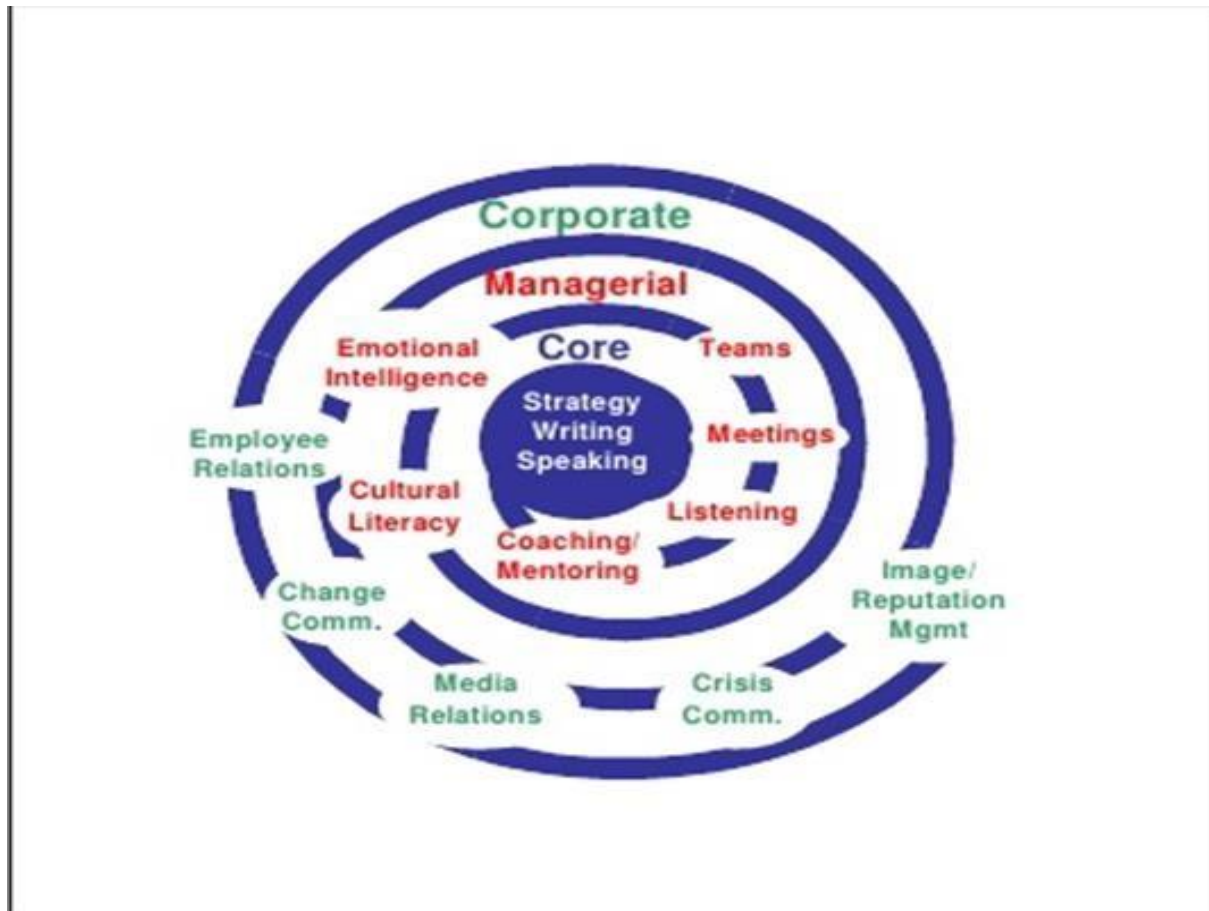 Corporate
Managerial
Core
Emotional
Intelligence
Teams
Strategy
Writing
Speaking
Meetings
Employee
Relations
Cultural
Literacy
Listening
Coaching/
Mentoring
Change
Comm.
Image/
Reputation
Mgmt
Media
Relations
Crisis
Comm.